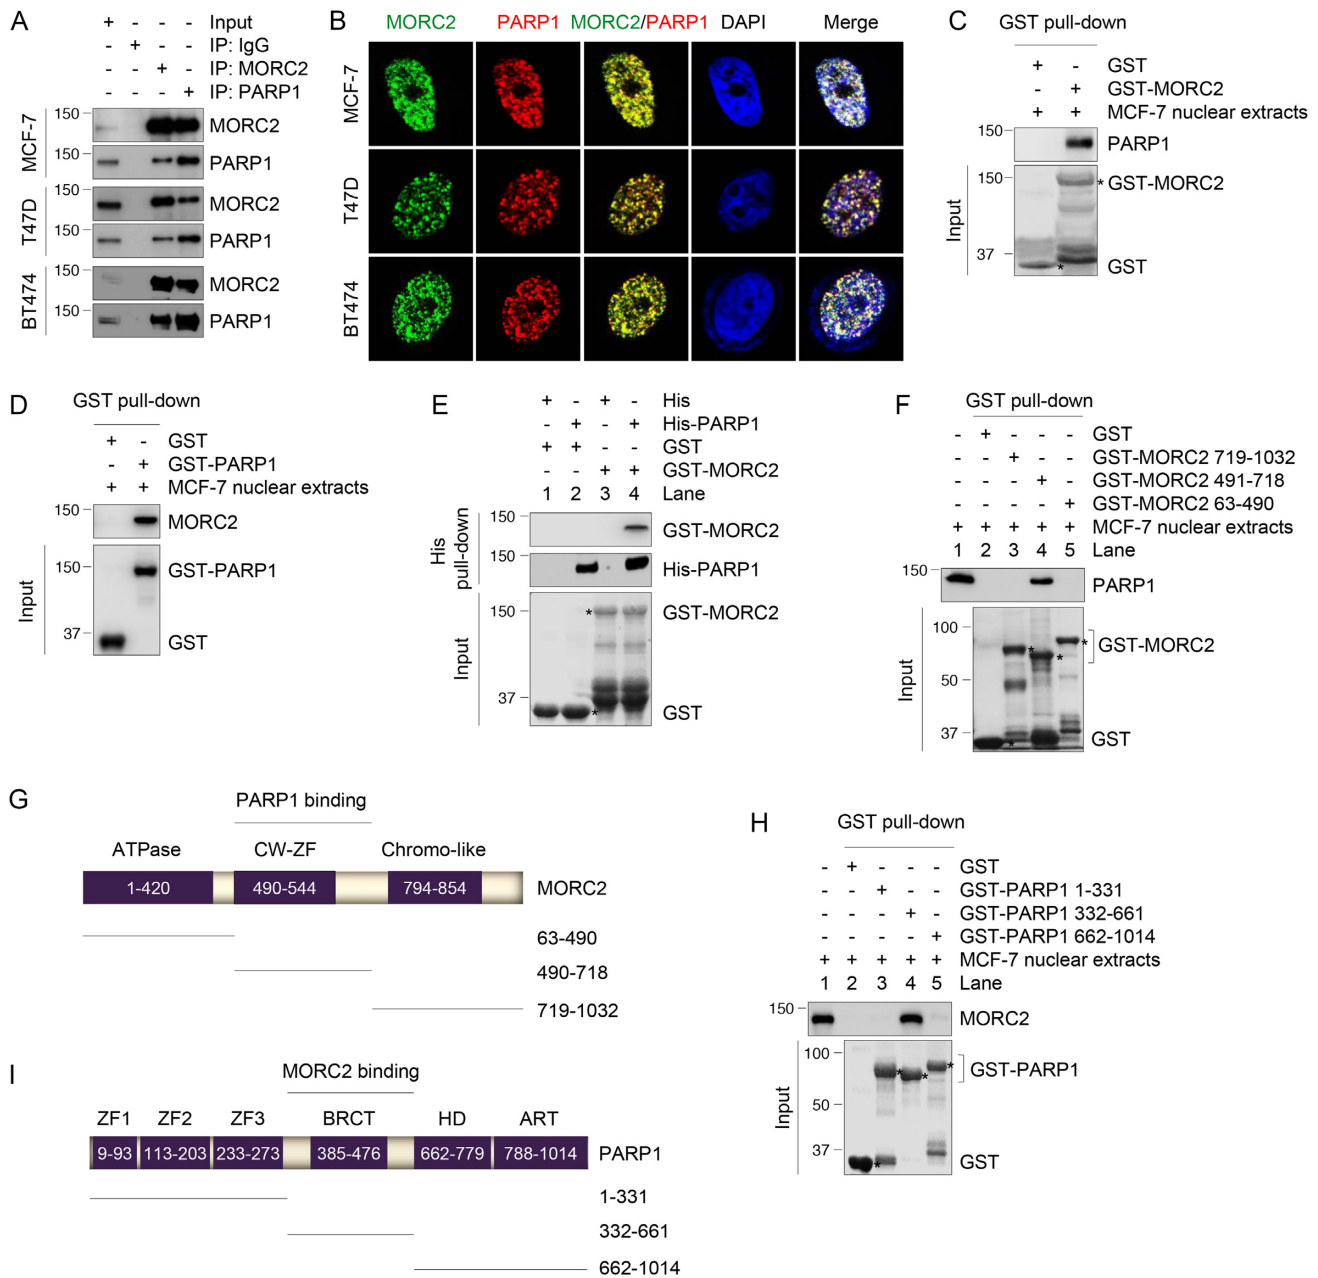 A
+ - - - Input
- + - - IP: IgG
- - + - IP: MORC2
- - - + IP: PARP1
MCF-7
150 MORC2
150 PARP1
T47D
150 MORC2
150 PARP1
BT474
150 MORC2
150 PARP1
B
MORC2 PARP1 MORC2/PARP1 DAPI Merge
MCF-7
T47D
BT474
C
GST pull-down
+ - GST
- + GST-MORC2
+ + MCF-7 nuclear extracts
150 PARP1
Input
150 * GST-MORC2
37 * GST
D
GST pull-down
+ - GST
- + GST-PARP1
+ + MCF-7 nuclear extracts
150 MORC2
Input
150 GST-PARP1
37 GST
E
+ - + - His
- + - + His-PARP1
+ + - - GST
- - + + GST-MORC2
1 2 3 4 Lane
His pull-down
150 GST-MORC2
150 His-PARP1
Input
150 * GST-MORC2
37 * GST
F
GST pull-down
- + - - - GST
- - + - - GST-MORC2 719-1032
- - - + - GST-MORC2 491-718
- - - - + GST-MORC2 63-490
+ + + + + MCF-7 nuclear extracts
1 2 3 4 5 Lane
150 PARP1
Input
100 * * * GST-MORC2
50
37 * GST
G
PARP1 binding
ATPase CW-ZF Chromo-like
1-420 490-544 794-854 MORC2
63-490
490-718
719-1032
H
GST pull-down
- + - - - GST
- - + - - GST-PARP1 1-331
- - - + - GST-PARP1 332-661
- - - - + GST-PARP1 662-1014
+ + + + + MCF-7 nuclear extracts
1 2 3 4 5 Lane
150 MORC2
Input
100 * * * GST-PARP1
50
37 * GST
I
MORC2 binding
ZF1 ZF2 ZF3 BRCT HD ART
9-93 113-203 233-273 385-476 662-779 788-1014 PARP1
1-331
332-661
662-1014